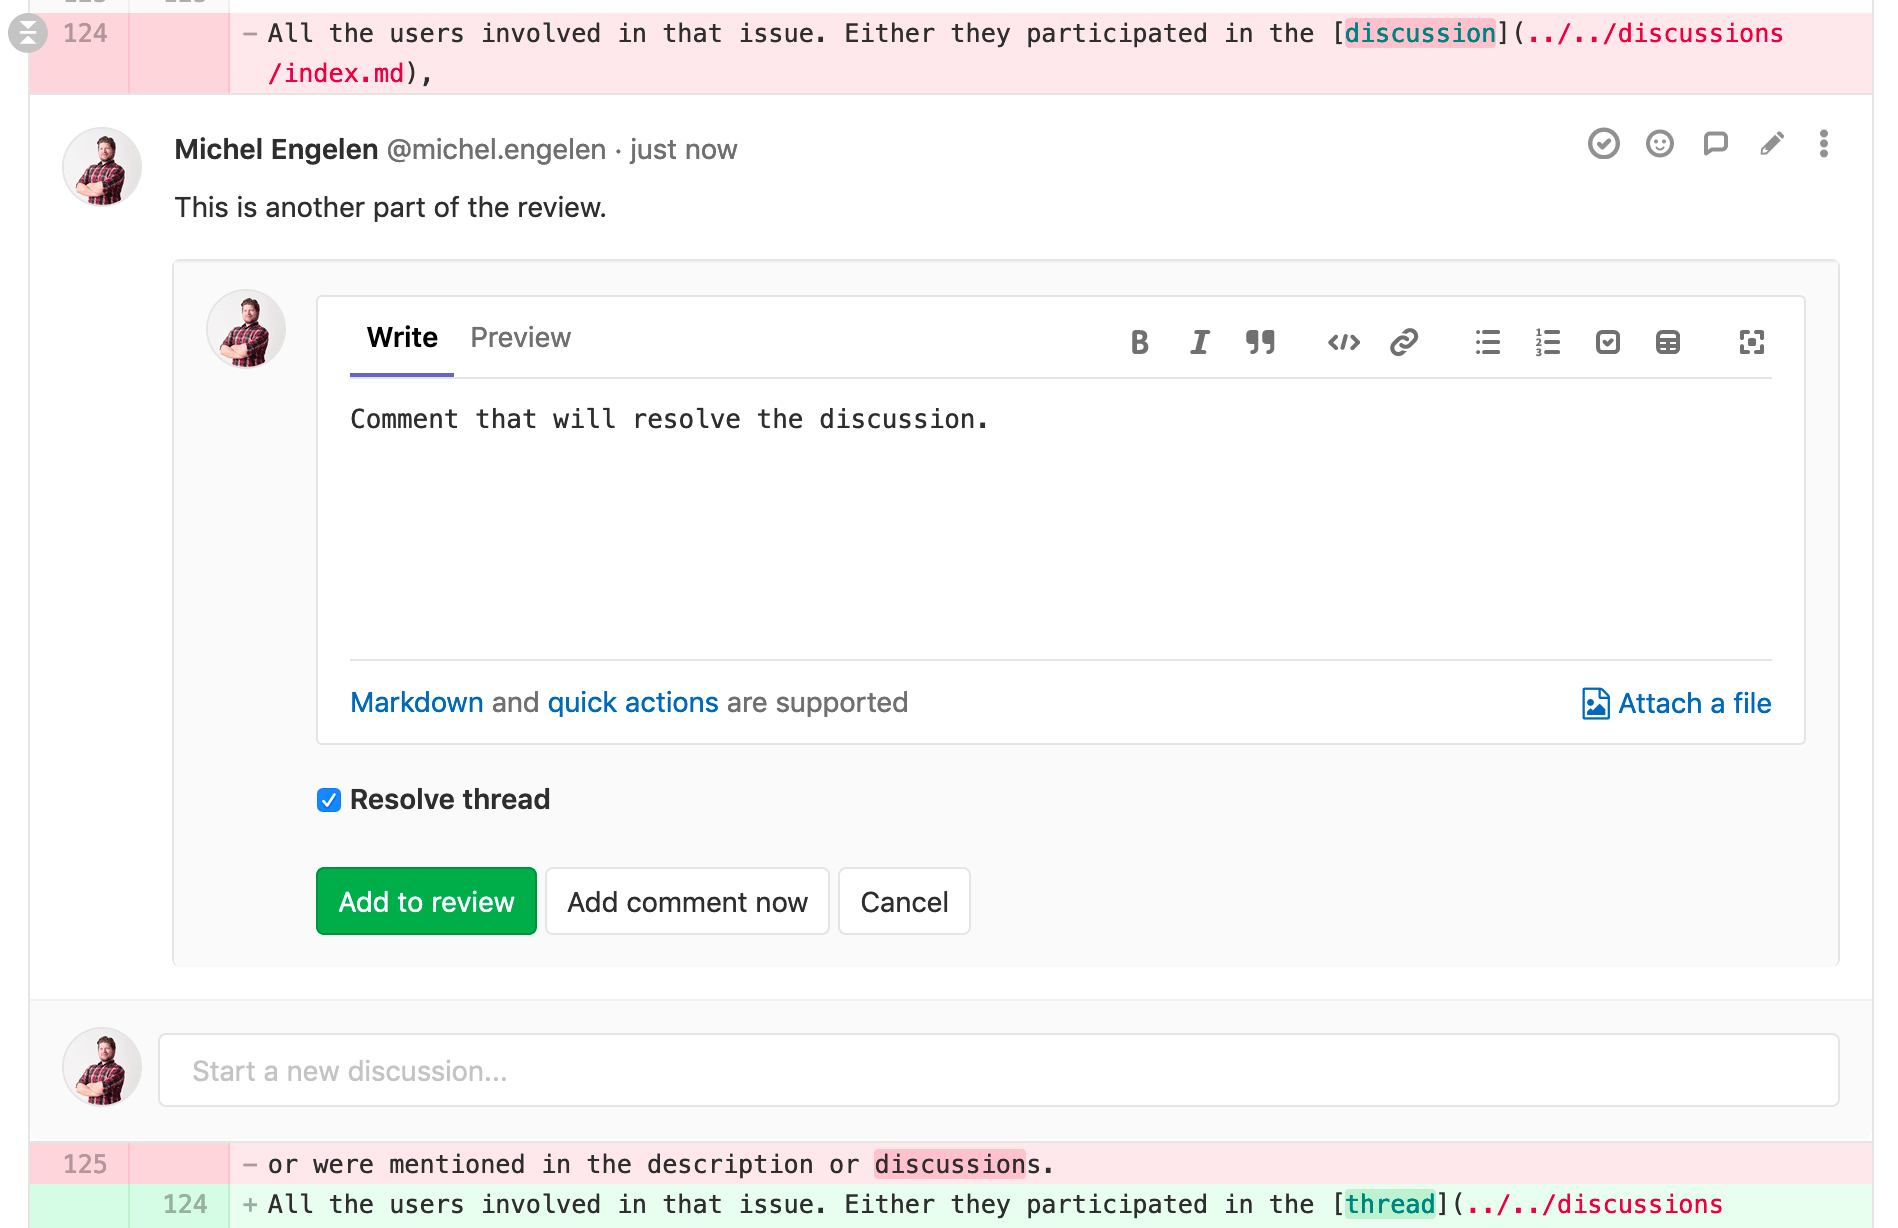 124 - All the users involved in that issue. Either they participated in the [discussion](../../discussions
/index.md),
Michel Engelen @michel.engelen · just now
This is another part of the review.
Write Preview
Comment that will resolve the discussion.
Markdown and quick actions are supported
Attach a file
Resolve thread
Add to review Add comment now Cancel
Start a new discussion...
125 - or were mentioned in the description or discussions.
124 + All the users involved in that issue. Either they participated in the [thread](../../discussions